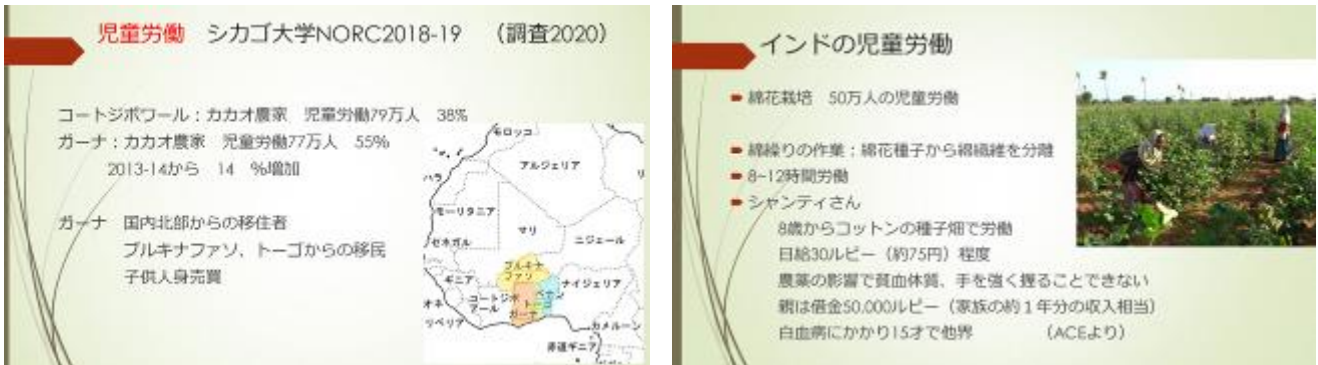 児童労働　シカゴ大学NORC2018-19　（調査2020）
コートジボワール：カカオ農家　児童労働79万人　38%
ガーナ：カカオ農家　児童労働77万人　55%
2013-14から　14　%増加
ガーナ　国内北部からの移住者
ブルキナファソ、トーゴからの移民
子供人身売買
モロッコ
アルジェリア
ハラ
リ
モーリタニア
マリ
ニジェール
セネガル
ブルキナ
ファソ
ギニア
ナイジェリア
コートジボ
ワール
トーゴ
ガーナ
リベリア
カメルーン
赤道ギニア
インドの児童労働
綿花栽培　50万人の児童労働
綿繰りの作業：綿花種子から綿繊維を分離
8~12時間労働
シャンティさん
8歳からコットンの種子畑で労働
日給30ルピー（約75円）程度
農薬の影響で貧血体質、手を強く握ることできない
親は借金50,000ルピー（家族の約１年分の収入相当）
白血病にかかり15才で他界　（ACEより）